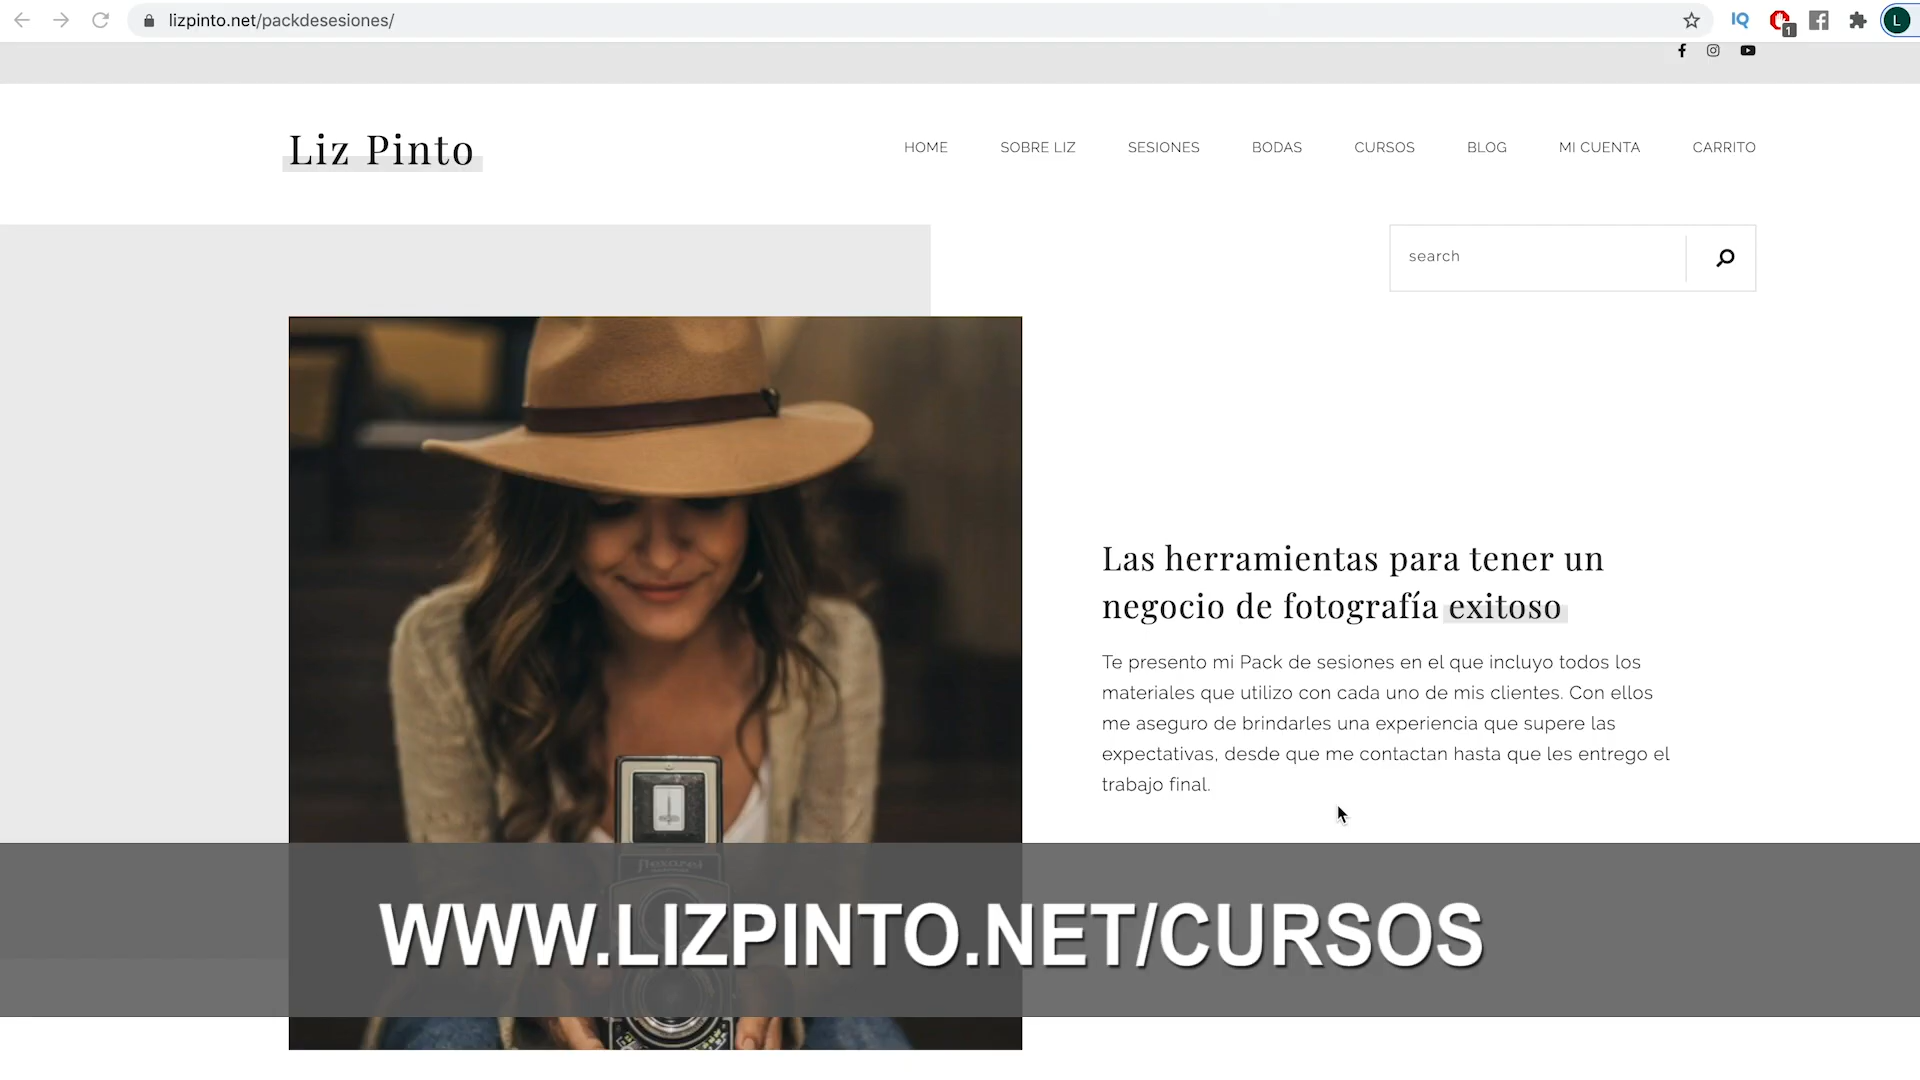 lizpinto.net/packdesesiones/
IQ
1
L
Liz Pinto
HOME
SOBRE LIZ
SESIONES
BODAS
CURSOS
BLOG
MI CUENTA
CARRITO
search
Las herramientas para tener un
negocio de fotografía exitoso
Te presento mi Pack de sesiones en el que incluyo todos los
materiales que utilizo con cada uno de mis clientes. Con ellos
me aseguro de brindarles una experiencia que supere las
expectativas, desde que me contactan hasta que les entrego el
trabajo final.
flexaret
WWW.LIZPINTO.NET/CURSOS